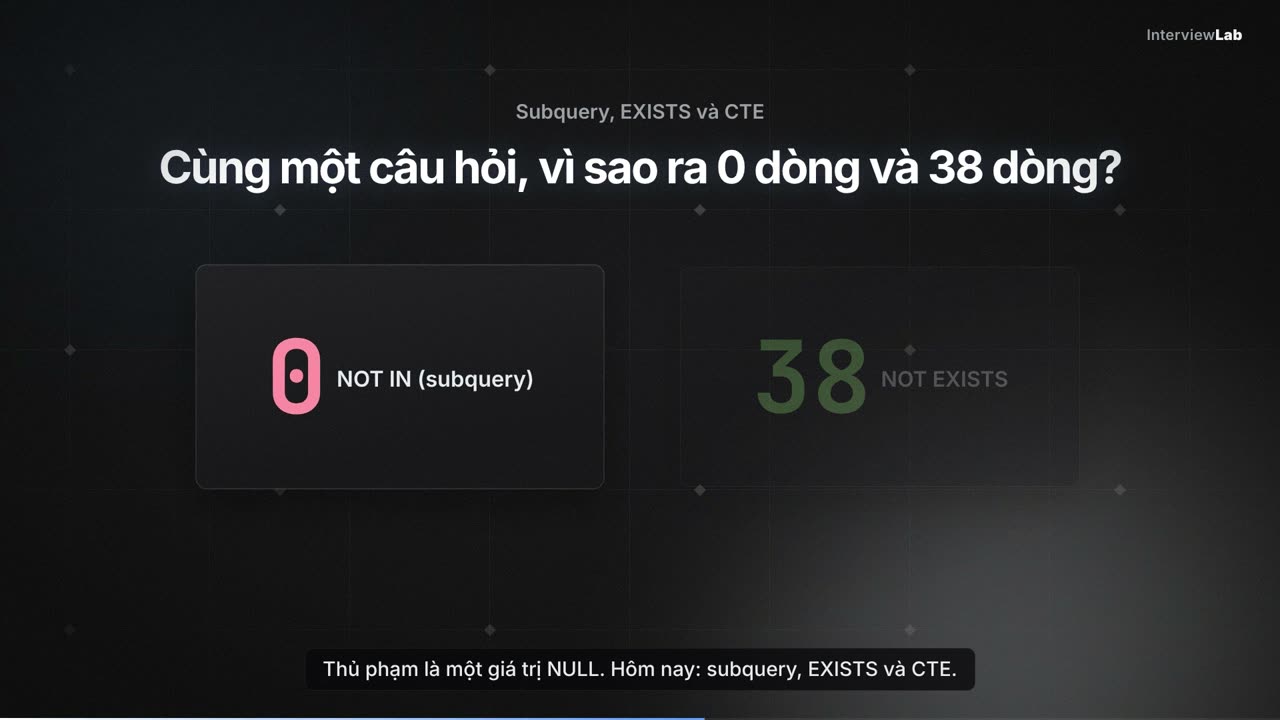 InterviewLab
Subquery, EXISTS và CTE
Cùng một câu hỏi, vì sao ra 0 dòng và 38 dòng?
0 NOT IN (subquery)
38 NOT EXISTS
Thủ phạm là một giá trị NULL. Hôm nay: subquery, EXISTS và CTE.